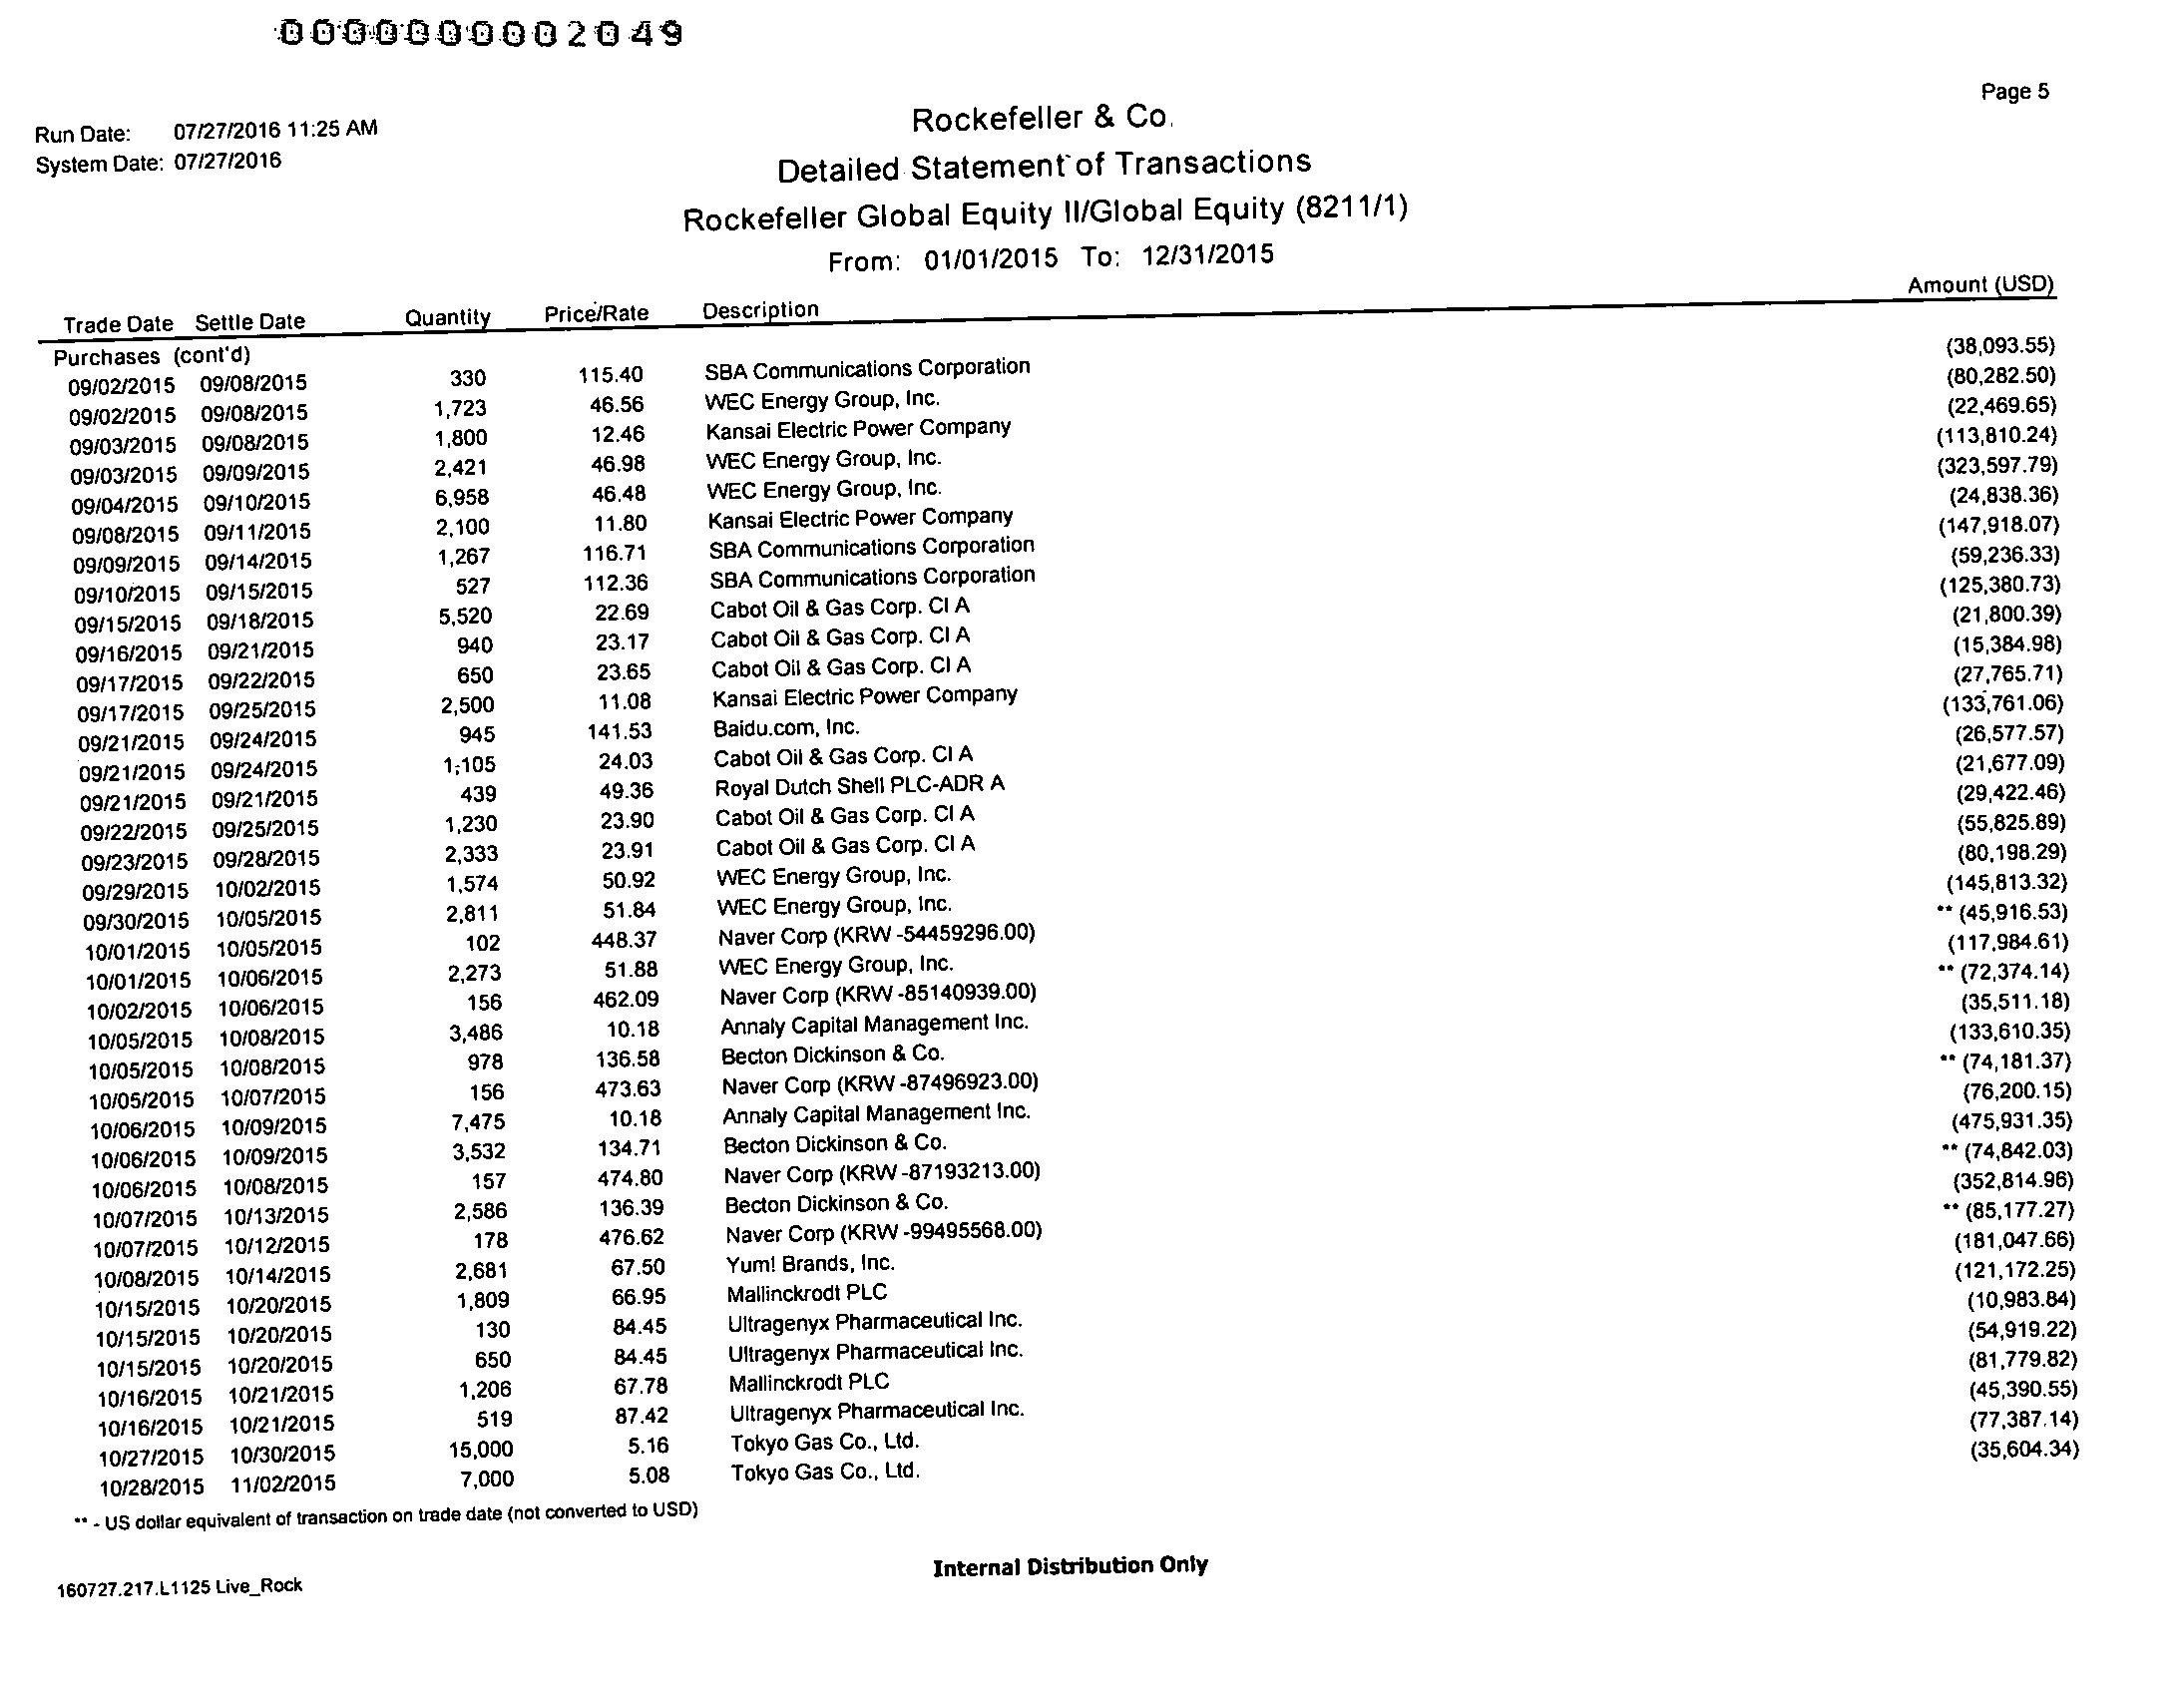 0000000002049
Page 5
Run Date: 07/27/2016 11:25 AM
System Date: 07/27/2016
Rockefeller & Co.
Detailed Statement of Transactions
Rockefeller Global Equity II/Global Equity (8211/1)
From: 01/01/2015 To: 12/31/2015
Trade Date Settle Date Quantity Price/Rate Description Amount (USD)
Purchases (cont'd)
09/02/2015 09/08/2015 330 115.40 SBA Communications Corporation (38,093.55)
09/02/2015 09/08/2015 1,723 46.56 WEC Energy Group, Inc. (80,282.50)
09/03/2015 09/08/2015 1,800 12.46 Kansai Electric Power Company (22,469.65)
09/03/2015 09/09/2015 2,421 46.98 WEC Energy Group, Inc. (113,810.24)
09/04/2015 09/10/2015 6,958 46.48 WEC Energy Group, Inc. (323,597.79)
09/08/2015 09/11/2015 2,100 11.80 Kansai Electric Power Company (24,838.36)
09/09/2015 09/14/2015 1,267 116.71 SBA Communications Corporation (147,918.07)
09/10/2015 09/15/2015 527 112.36 SBA Communications Corporation (59,236.33)
09/15/2015 09/18/2015 5,520 22.69 Cabot Oil & Gas Corp. Cl A (125,380.73)
09/16/2015 09/21/2015 940 23.17 Cabot Oil & Gas Corp. Cl A (21,800.39)
09/17/2015 09/22/2015 650 23.65 Cabot Oil & Gas Corp. Cl A (15,384.98)
09/17/2015 09/25/2015 2,500 11.08 Kansai Electric Power Company (27,765.71)
09/21/2015 09/24/2015 945 141.53 Baidu.com, Inc. (133,761.06)
09/21/2015 09/24/2015 1,105 24.03 Cabot Oil & Gas Corp. Cl A (26,577.57)
09/21/2015 09/21/2015 439 49.36 Royal Dutch Shell PLC-ADR A (21,677.09)
09/22/2015 09/25/2015 1,230 23.90 Cabot Oil & Gas Corp. Cl A (29,422.46)
09/23/2015 09/28/2015 2,333 23.91 Cabot Oil & Gas Corp. Cl A (55,825.89)
09/29/2015 10/02/2015 1,574 50.92 WEC Energy Group, Inc. (80,198.29)
09/30/2015 10/05/2015 2,811 51.84 WEC Energy Group, Inc. (145,813.32)
10/01/2015 10/05/2015 102 448.37 Naver Corp (KRW -54459296.00) ** (45,916.53)
10/01/2015 10/06/2015 2,273 51.88 WEC Energy Group, Inc. (117,984.61)
10/02/2015 10/06/2015 156 462.09 Naver Corp (KRW -85140939.00) ** (72,374.14)
10/05/2015 10/08/2015 3,486 10.18 Annaly Capital Management Inc. (35,511.18)
10/05/2015 10/08/2015 978 136.58 Becton Dickinson & Co. (133,610.35)
10/05/2015 10/07/2015 156 473.63 Naver Corp (KRW -87496923.00) ** (74,181.37)
10/06/2015 10/09/2015 7,475 10.18 Annaly Capital Management Inc. (76,200.15)
10/06/2015 10/09/2015 3,532 134.71 Becton Dickinson & Co. (475,931.35)
10/06/2015 10/08/2015 157 474.80 Naver Corp (KRW -87193213.00) ** (74,842.03)
10/07/2015 10/13/2015 2,586 136.39 Becton Dickinson & Co. (352,814.96)
10/07/2015 10/12/2015 178 476.62 Naver Corp (KRW -99495568.00) ** (85,177.27)
10/08/2015 10/14/2015 2,681 67.50 Yum! Brands, Inc. (181,047.66)
10/15/2015 10/20/2015 1,809 66.95 Mallinckrodt PLC (121,172.25)
10/15/2015 10/20/2015 130 84.45 Ultragenyx Pharmaceutical Inc. (10,983.84)
10/15/2015 10/20/2015 650 84.45 Ultragenyx Pharmaceutical Inc. (54,919.22)
10/16/2015 10/21/2015 1,206 67.78 Mallinckrodt PLC (81,779.82)
10/16/2015 10/21/2015 519 87.42 Ultragenyx Pharmaceutical Inc. (45,390.55)
10/27/2015 10/30/2015 15,000 5.16 Tokyo Gas Co., Ltd. (77,387.14)
10/28/2015 11/02/2015 7,000 5.08 Tokyo Gas Co., Ltd. (35,604.34)
** - US dollar equivalent of transaction on trade date (not converted to USD)
Internal Distribution Only
160727.217.L1125 Live_Rock